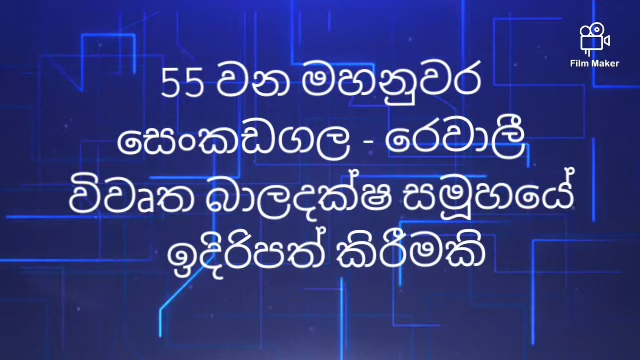 Film Maker
55 වන මහනුවර
සෙංකඩගල - රෙවාලී
විවෘත බාලදක්ෂ සමූහයේ
ඉදිරිපත් කිරීමකි